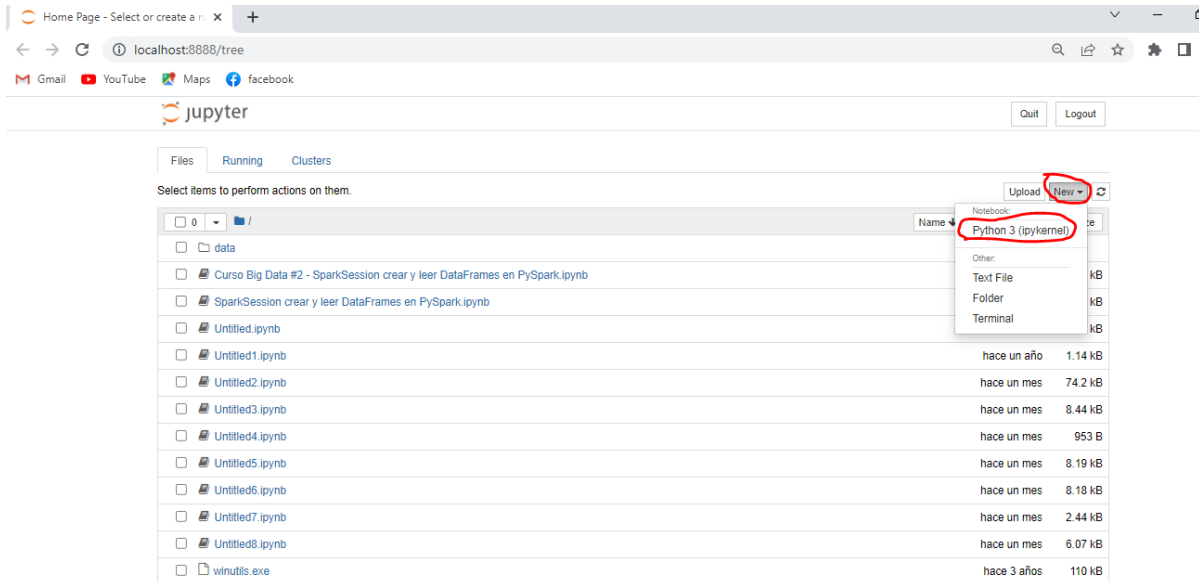 Home Page - Select or create a n
localhost:8888/tree
Gmail YouTube Maps facebook
jupyter Quit Logout
Files Running Clusters
Select items to perform actions on them. Upload New
0 / Name ze
Notebook:
Python 3 (ipykernel)
Other:
Text File
Folder
Terminal
data
Curso Big Data #2 - SparkSession crear y leer DataFrames en PySpark.ipynb kB
SparkSession crear y leer DataFrames en PySpark.ipynb kB
Untitled.ipynb kB
Untitled1.ipynb hace un año 1.14 kB
Untitled2.ipynb hace un mes 74.2 kB
Untitled3.ipynb hace un mes 8.44 kB
Untitled4.ipynb hace un mes 953 B
Untitled5.ipynb hace un mes 8.19 kB
Untitled6.ipynb hace un mes 8.18 kB
Untitled7.ipynb hace un mes 2.44 kB
Untitled8.ipynb hace un mes 6.07 kB
winutils.exe hace 3 años 110 kB